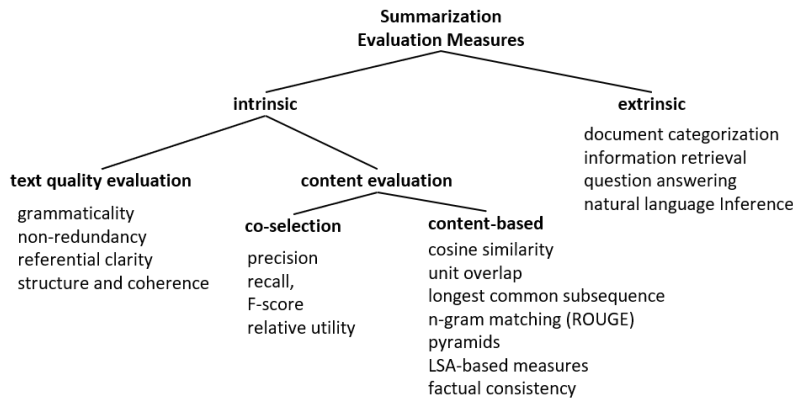 Summarization
Evaluation Measures
intrinsic
extrinsic
document categorization
information retrieval
question answering
natural language Inference
text quality evaluation
grammaticality
non-redundancy
referential clarity
structure and coherence
content evaluation
co-selection
precision
recall,
F-score
relative utility
content-based
cosine similarity
unit overlap
longest common subsequence
n-gram matching (ROUGE)
pyramids
LSA-based measures
factual consistency